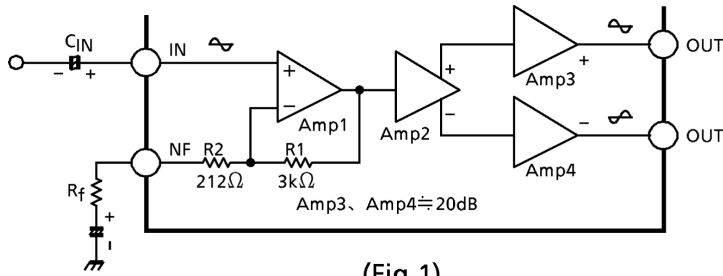 CIN
IN
OUT
Amp3
Amp1
Amp2
OUT
NF
R2
R1
Amp4
212Ω
3kΩ
Rf
Amp3、Amp4≒20dB
(Fig.1)